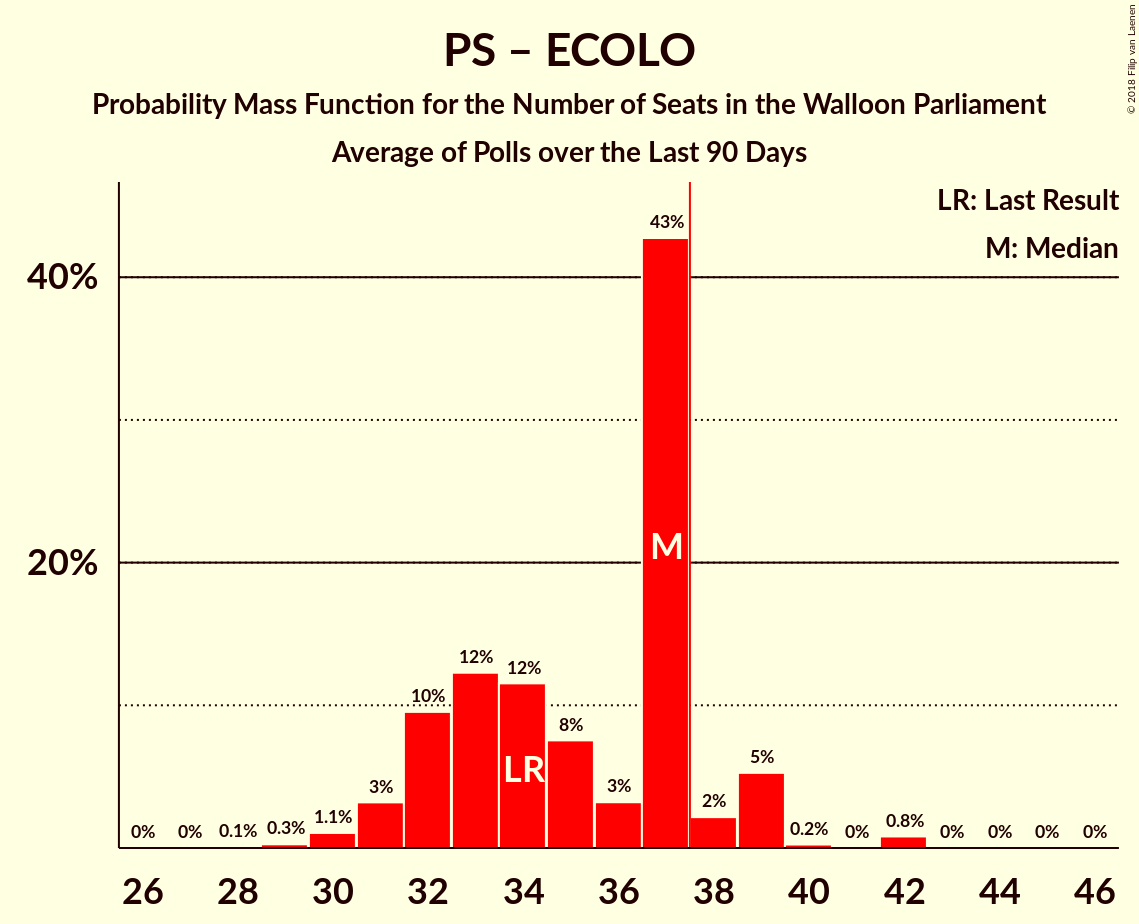 PS – ECOLO
Probability Mass Function for the Number of Seats in the Walloon Parliament
Average of Polls over the Last 90 Days
© 2018 Filip van Laenen
LR: Last Result
M: Median
40%
20%
0%
0%
0.1%
0.3%
1.1%
3%
10%
12%
12%
8%
3%
43%
2%
5%
0.2%
0%
0.8%
0%
0%
0%
0%
LR
M
26 28 30 32 34 36 38 40 42 44 46